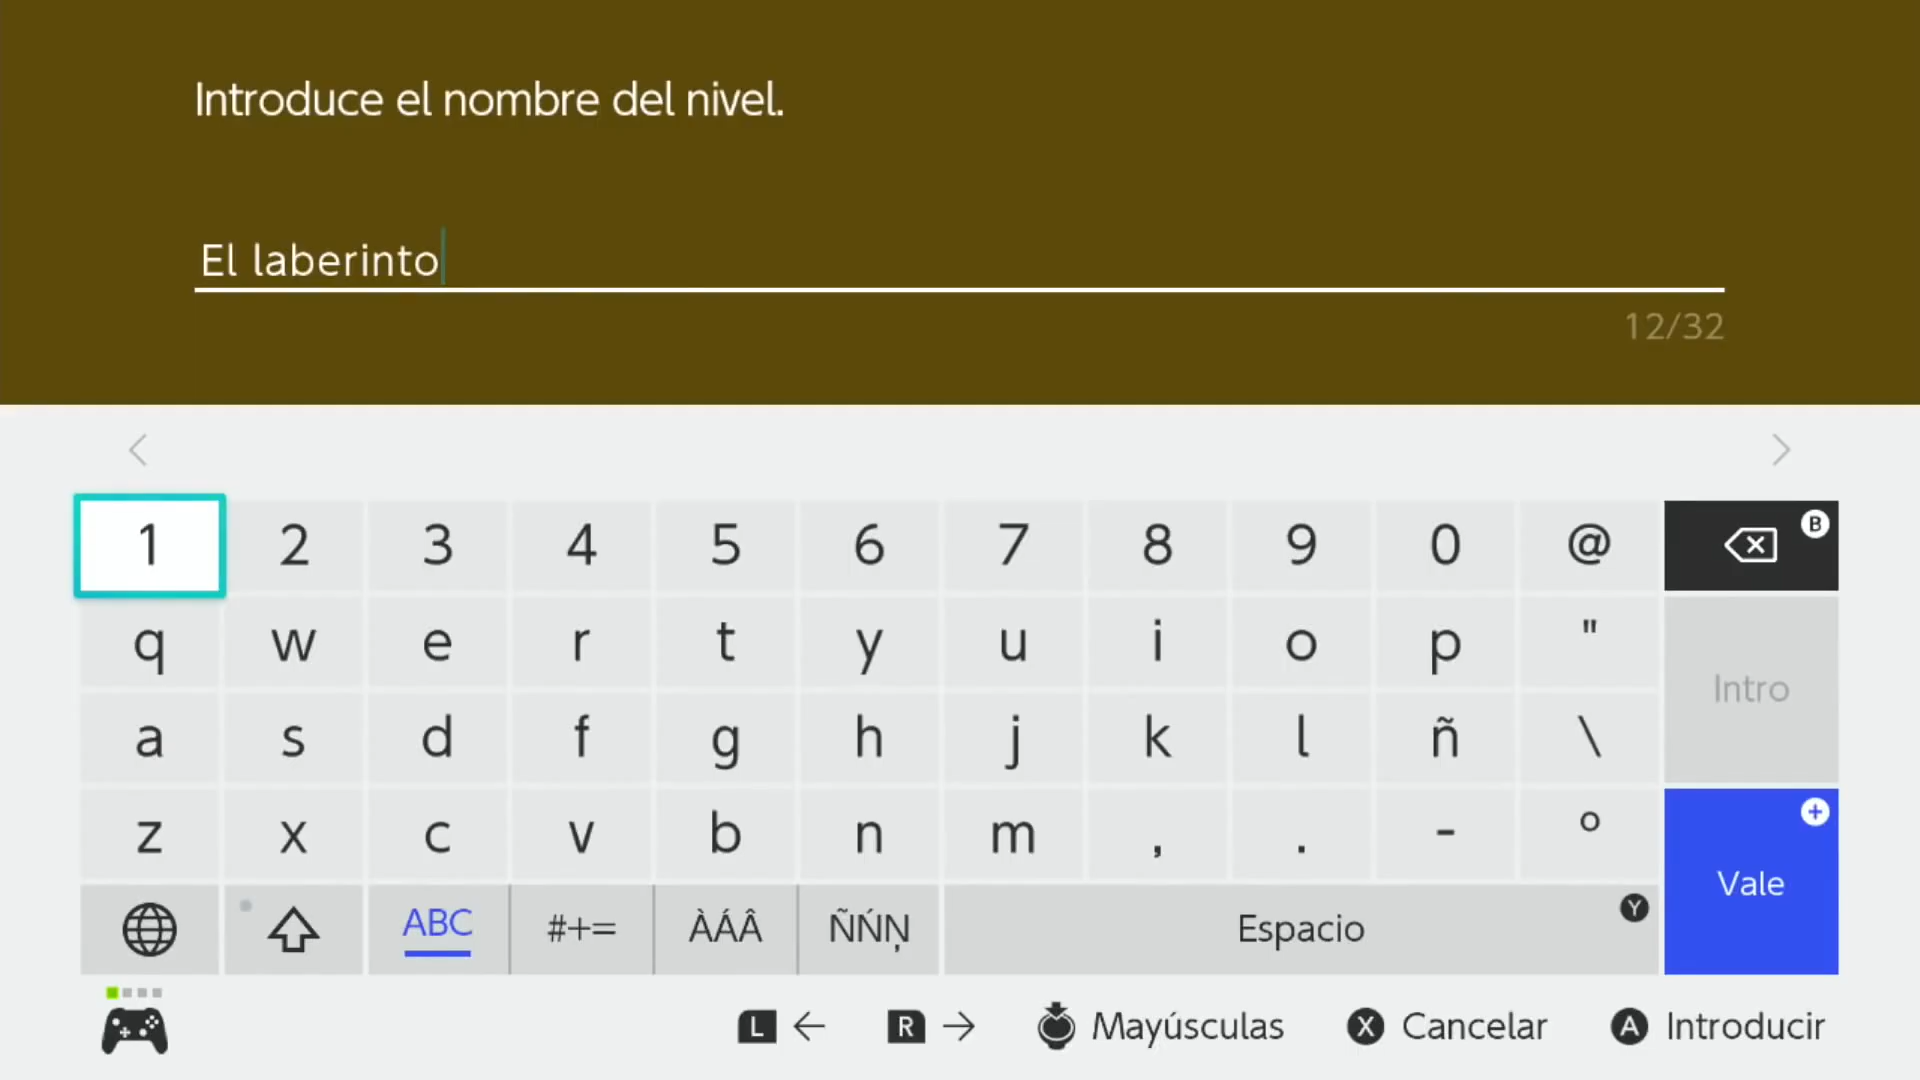 Introduce el nombre del nivel.
El laberinto
12/32
1 2 3 4 5 6 7 8 9 0 @ B
q w e r t y u i o p "
Intro
a s d f g h j k l ñ \
z x c v b n m , . - º +
Vale
ABC #+= ÀÁÂ ÑŃŅ Espacio Y
L ← R → Mayúsculas X Cancelar A Introducir